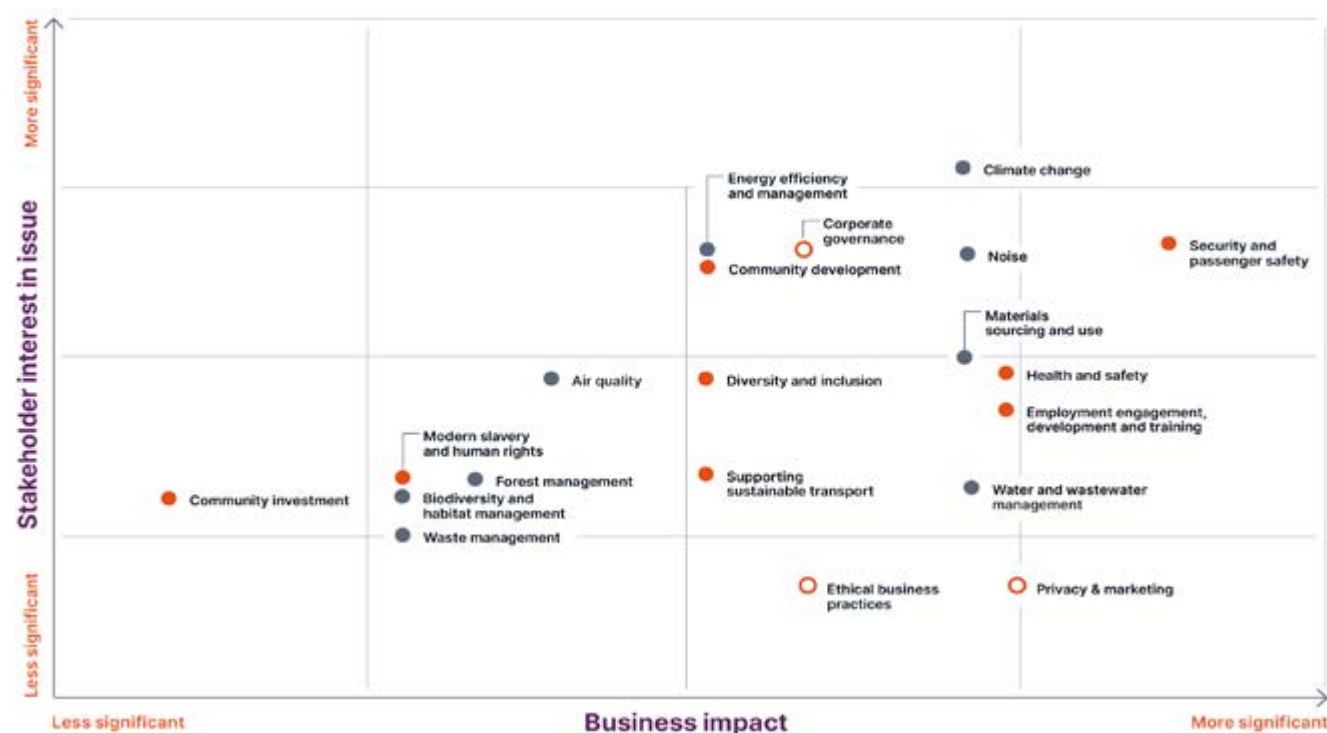 More significant
Stakeholder interest in issue
Less significant
Climate change
Energy efficiency
and management
Corporate
governance
Community development
Noise
Security and
passenger safety
Materials
sourcing and use
Air quality
Diversity and inclusion
Health and safety
Employment engagement,
development and training
Modern slavery
and human rights
Forest management
Supporting
sustainable transport
Community investment
Biodiversity and
habitat management
Water and wastewater
management
Waste management
Ethical business
practices
Privacy & marketing
Less significant
Business impact
More significant